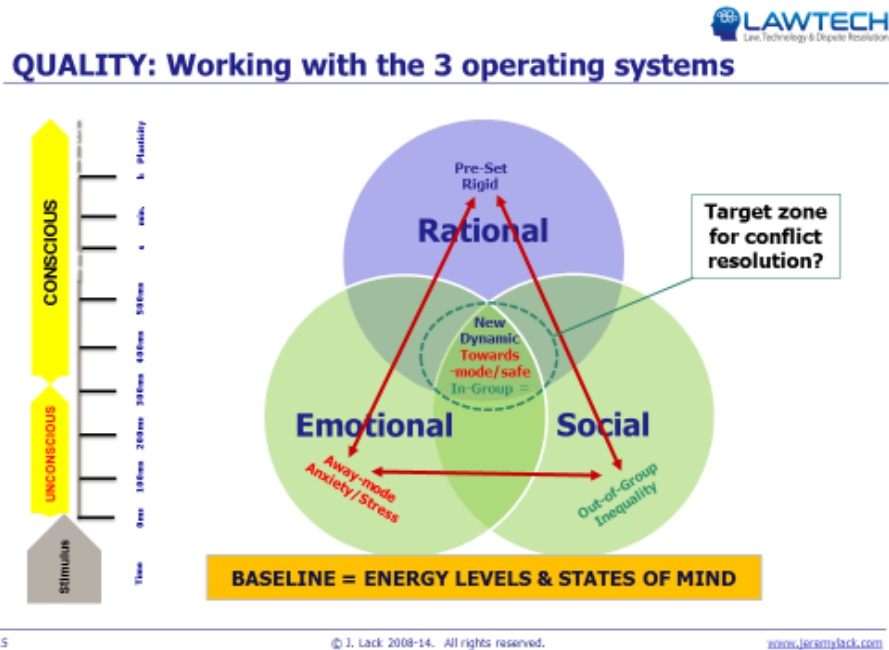 LAWTECH
Law, Technology & Dispute Resolution
QUALITY: Working with the 3 operating systems
CONSCIOUS
UNCONSCIOUS
Stimulus
Plasticity
h
min.
s
500ms
400ms
300ms
200ms
100ms
0ms
Time
Pre-Set
Rigid
Rational
Target zone
for conflict
resolution?
New
Dynamic
Towards
-mode/safe
In-Group =
Emotional
Social
Away-mode
Anxiety/Stress
Out-of-Group
Inequality
BASELINE = ENERGY LEVELS & STATES OF MIND
5
© J. Lack 2008-14. All rights reserved.
www.jeremylack.com